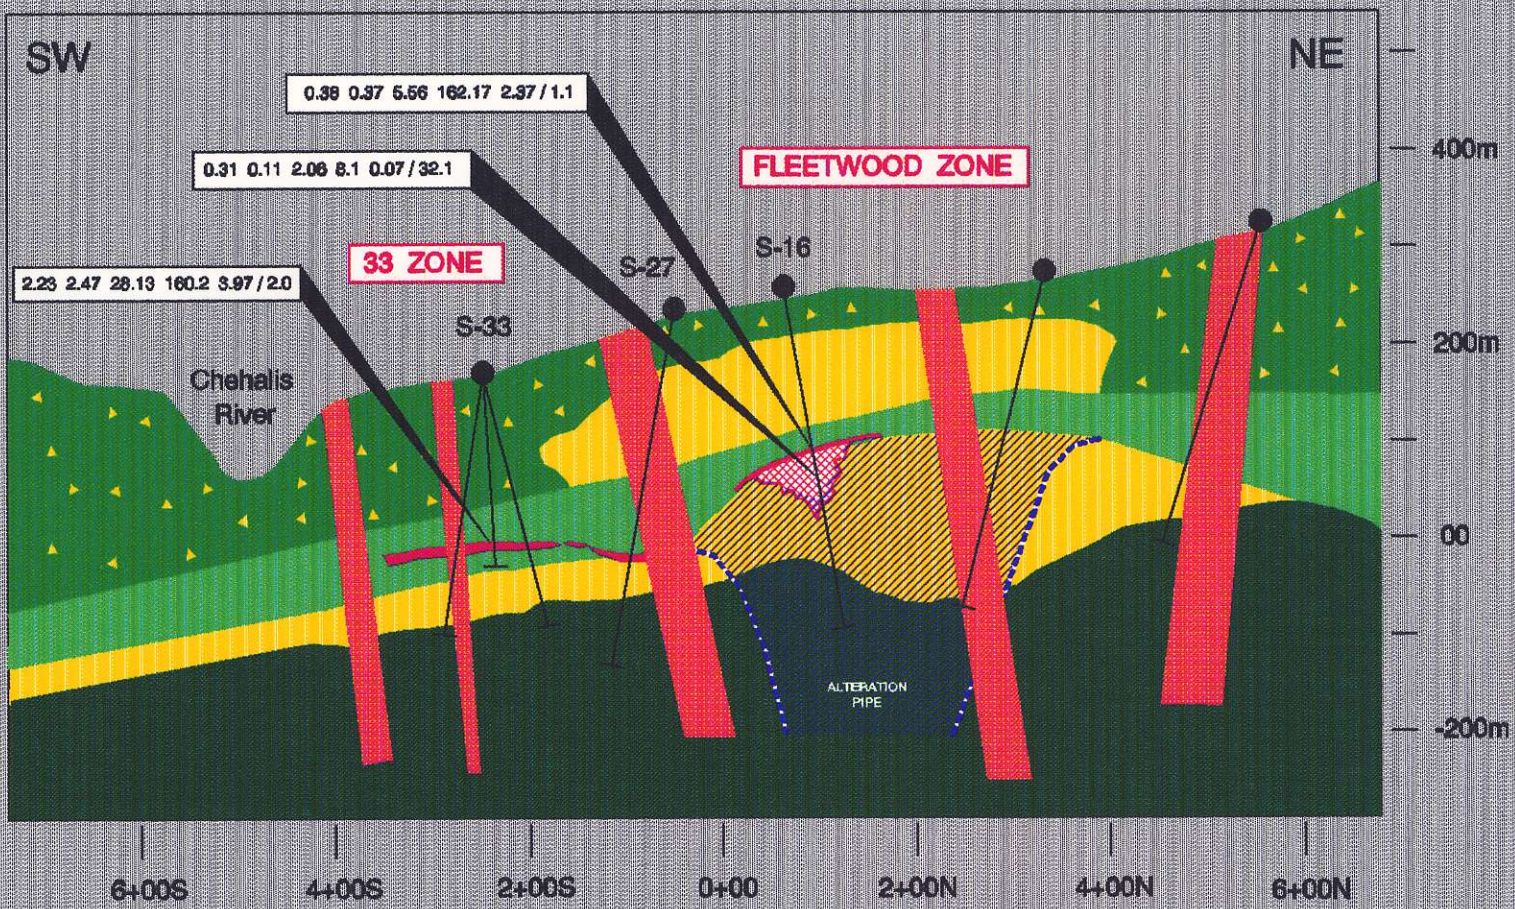 SW
NE
0.38 0.37 5.56 162.17 2.37 / 1.1
400m
0.31 0.11 2.06 8.1 0.07 / 32.1
FLEETWOOD ZONE
S-16
33 ZONE
S-27
2.23 2.47 28.13 160.2 3.97 / 2.0
S-33
200m
Chehalis
River
00
ALTERATION
PIPE
-200m
6+00S
4+00S
2+00S
0+00
2+00N
4+00N
6+00N